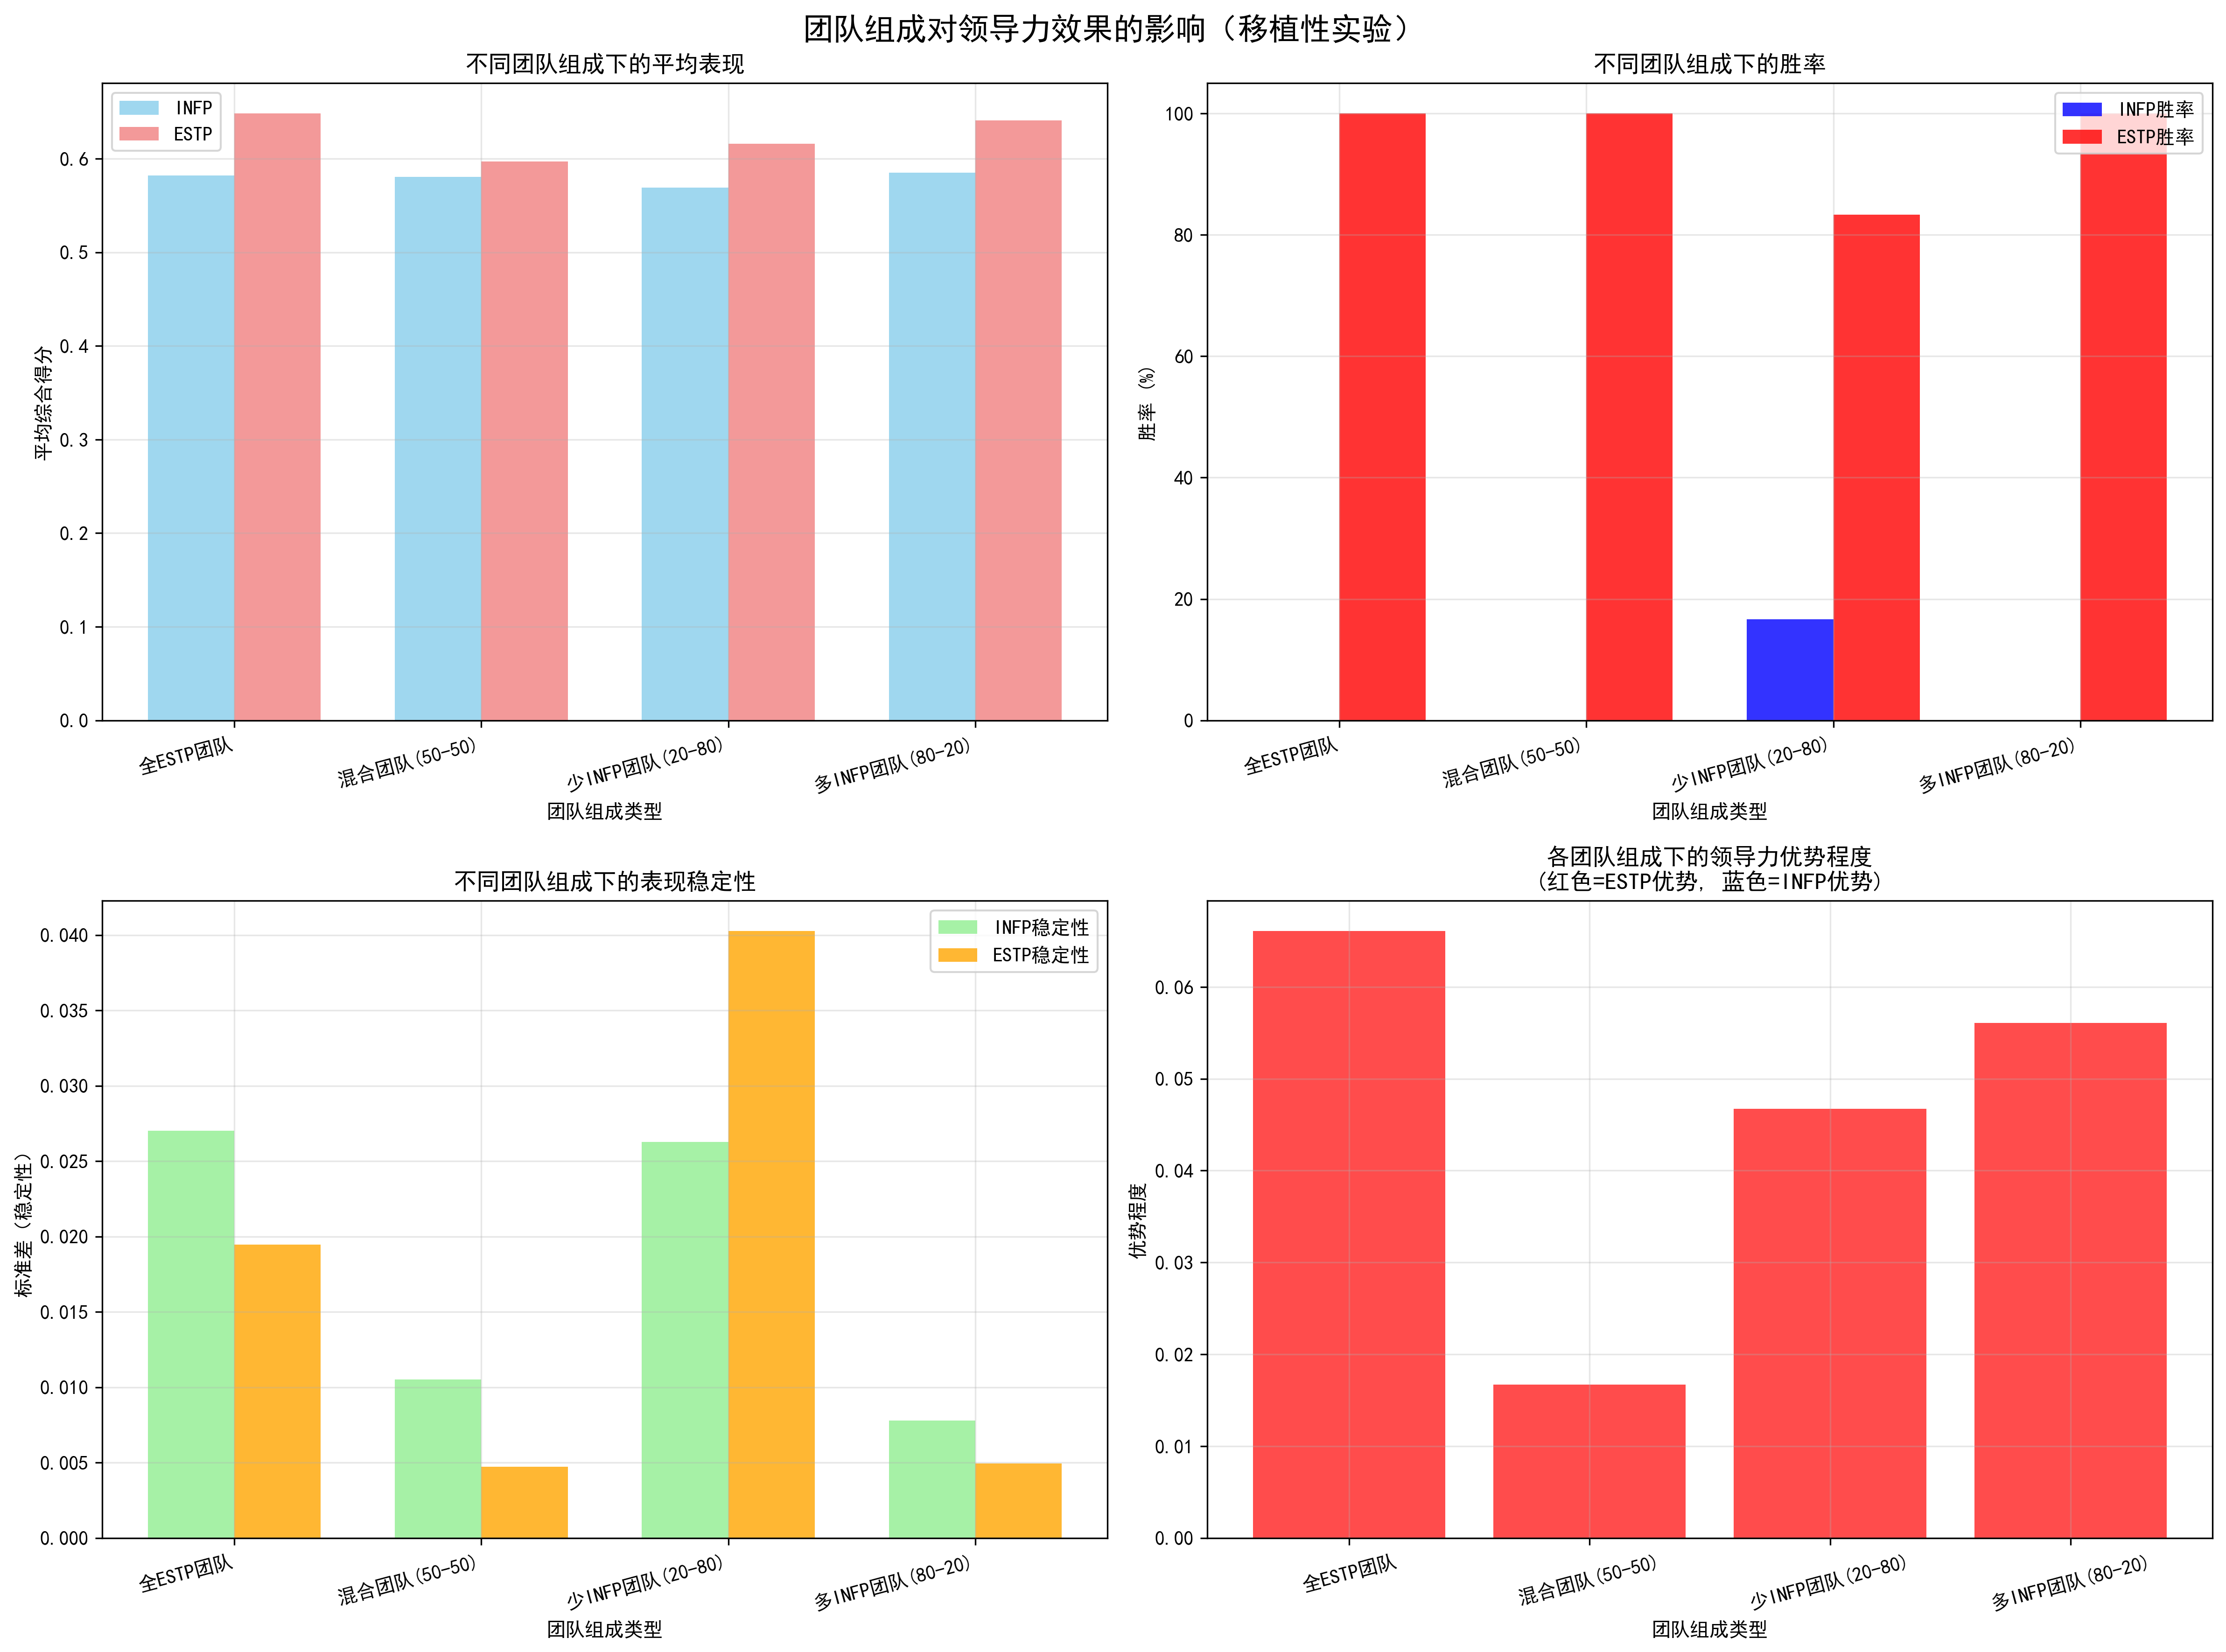 团队组成对领导力效果的影响（移植性实验）
不同团队组成下的平均表现
INFP
ESTP
平均综合得分
0.6
0.5
0.4
0.3
0.2
0.1
0.0
全ESTP团队
混合团队(50-50)
少INFP团队(20-80)
多INFP团队(80-20)
团队组成类型
不同团队组成下的胜率
INFP胜率
ESTP胜率
胜率 (%)
100
80
60
40
20
0
全ESTP团队
混合团队(50-50)
少INFP团队(20-80)
多INFP团队(80-20)
团队组成类型
不同团队组成下的表现稳定性
INFP稳定性
ESTP稳定性
标准差（稳定性）
0.040
0.035
0.030
0.025
0.020
0.015
0.010
0.005
0.000
全ESTP团队
混合团队(50-50)
少INFP团队(20-80)
多INFP团队(80-20)
团队组成类型
各团队组成下的领导力优势程度
(红色=ESTP优势, 蓝色=INFP优势)
优势程度
0.06
0.05
0.04
0.03
0.02
0.01
0.00
全ESTP团队
混合团队(50-50)
少INFP团队(20-80)
多INFP团队(80-20)
团队组成类型